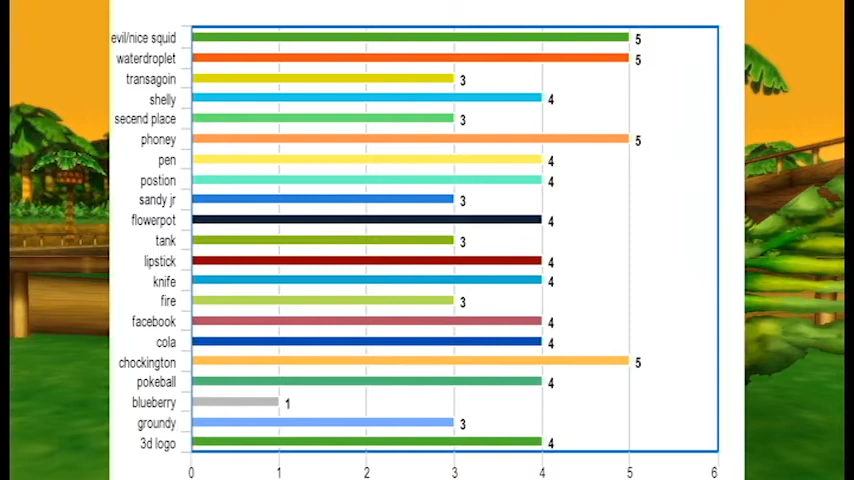 evil/nice squid 5
waterdroplet 5
transagoin 3
shelly 4
secend place 3
phoney 5
pen 4
postion 4
sandy jr 3
flowerpot 4
tank 3
lipstick 4
knife 4
fire 3
facebook 4
cola 4
chockington 5
pokeball 4
blueberry 1
groundy 3
3d logo 4
0 1 2 3 4 5 6